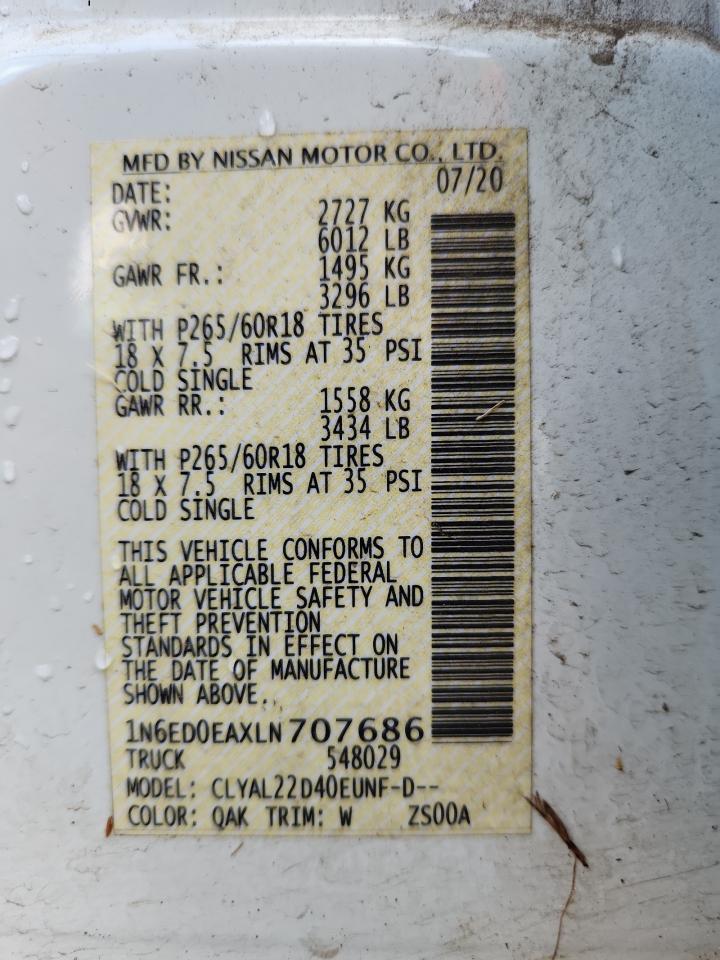 MFD BY NISSAN MOTOR CO., LTD.
DATE: 07/20
GVWR: 2727 KG
6012 LB
GAWR FR.: 1495 KG
3296 LB
WITH P265/60R18 TIRES
18 X 7.5 RIMS AT 35 PSI
COLD SINGLE
GAWR RR.: 1558 KG
3434 LB
WITH P265/60R18 TIRES
18 X 7.5 RIMS AT 35 PSI
COLD SINGLE
THIS VEHICLE CONFORMS TO
ALL APPLICABLE FEDERAL
MOTOR VEHICLE SAFETY AND
THEFT PREVENTION
STANDARDS IN EFFECT ON
THE DATE OF MANUFACTURE
SHOWN ABOVE.
1N6ED0EAXLN707686
TRUCK 548029
MODEL: CLYAL22D40EUNF-D--
COLOR: QAK TRIM: W ZS00A